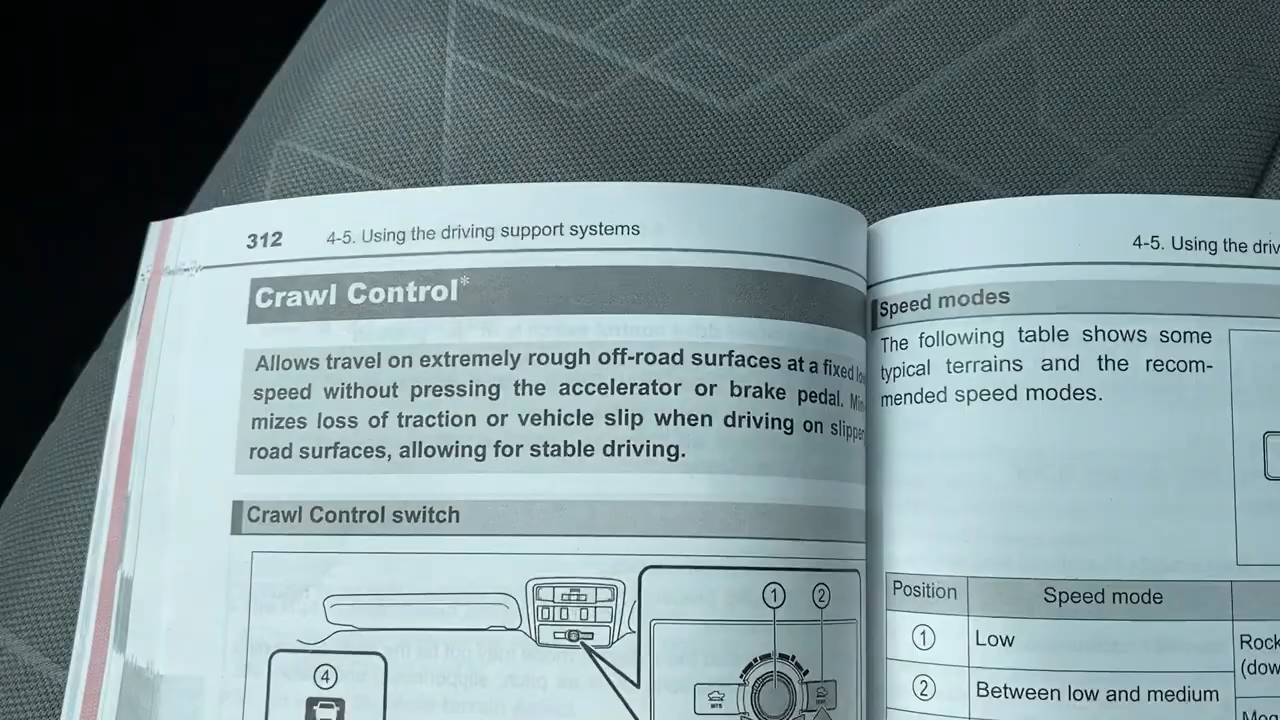 312
4-5. Using the driving support systems
Crawl Control*
Allows travel on extremely rough off-road surfaces at a fixed
speed without pressing the accelerator or brake pedal.
mizes loss of traction or vehicle slip when driving on
road surfaces, allowing for stable driving.
Crawl Control switch
1
2
4
MTS
4-5. Using the
Speed modes
The following table shows some
typical terrains and the recom-
mended speed modes.
Position
Speed mode
1
Low
2
Between low and medium